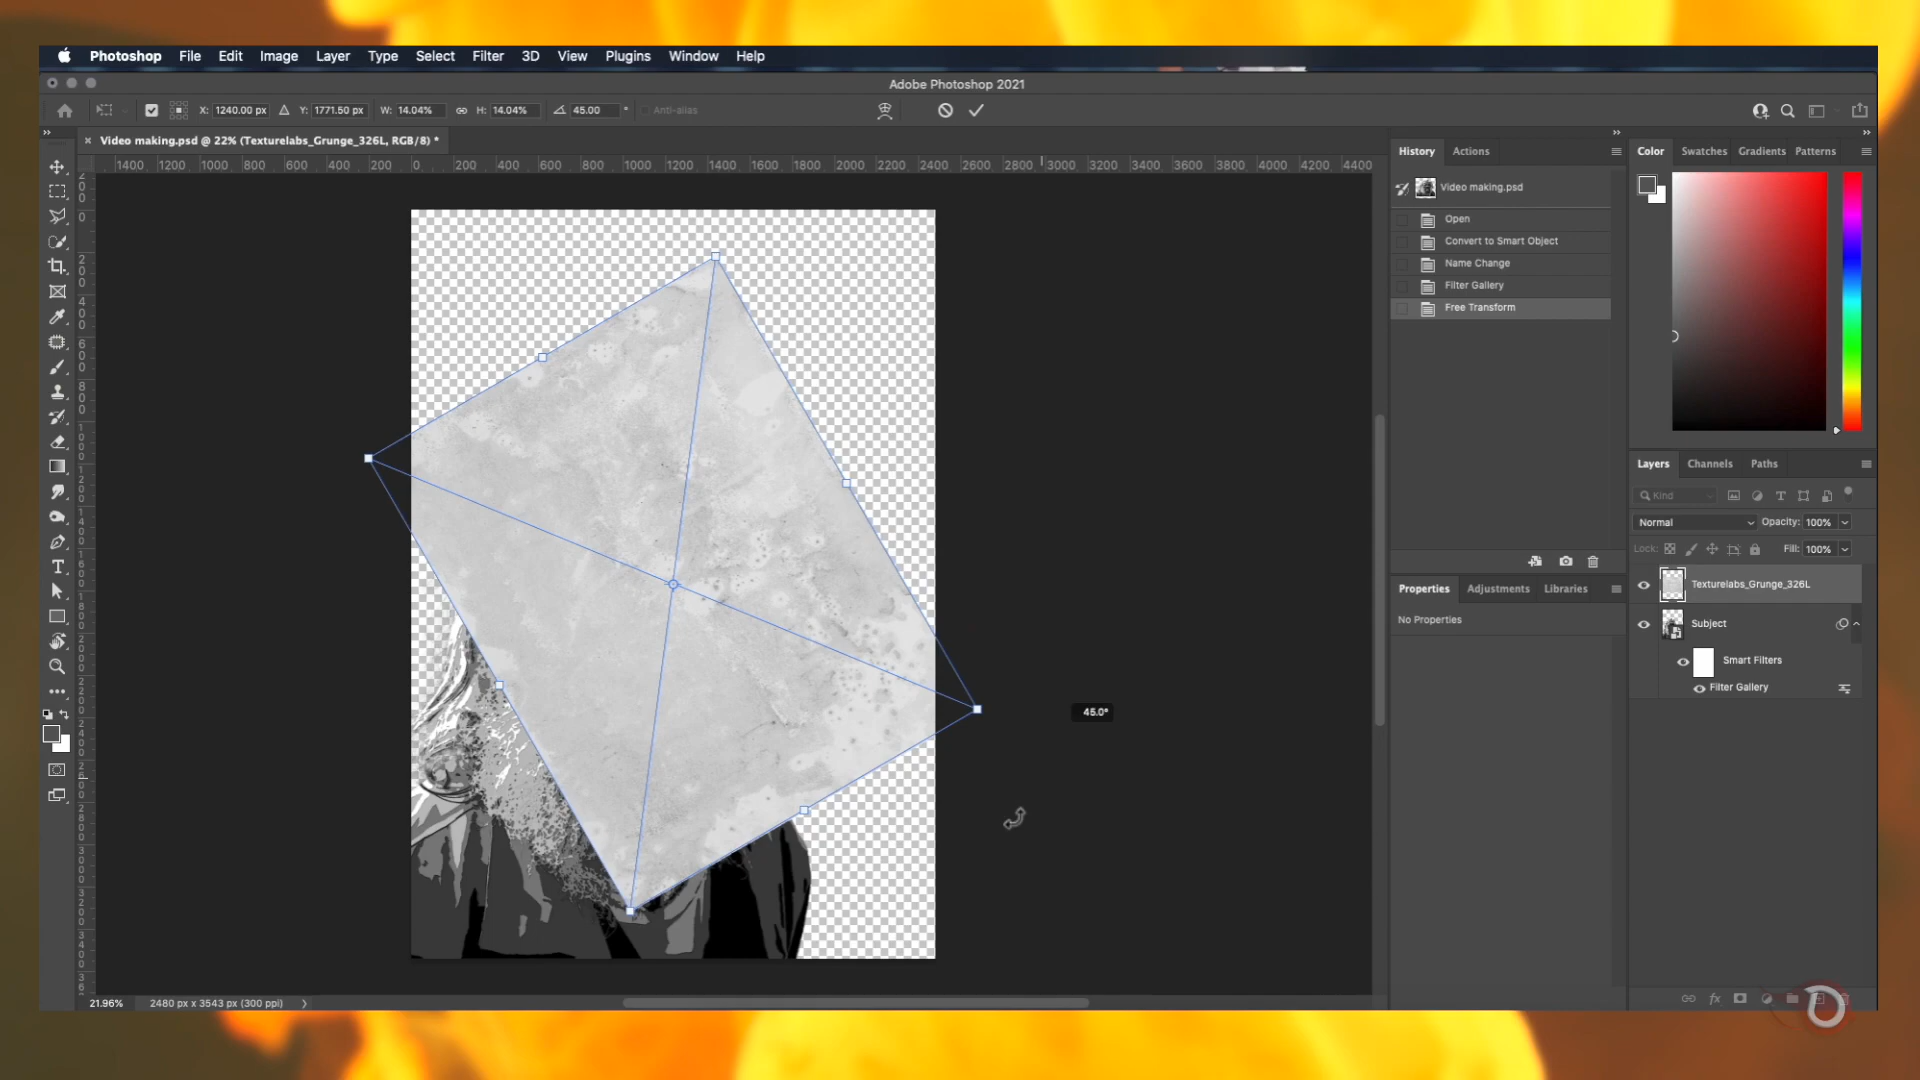 Photoshop File Edit Image Layer Type Select Filter 3D View Plugins Window Help
Adobe Photoshop 2021
X: 1240.00 px Y: 1771.50 px W: 14.04% H: 14.04% 45.00 ° Anti-alias
Video making.psd @ 22% (Texturelabs_Grunge_326L, RGB/8) *
1400 1200 1000 800 600 400 200 0 200 400 600 800 1000 1200 1400 1600 1800 2000 2200 2400 2600 2800 3000 3200 3400 3600 3800 4000 4200 4400
History Actions
Video making.psd
Open
Convert to Smart Object
Name Change
Filter Gallery
Free Transform
Properties Adjustments Libraries
No Properties
Color Swatches Gradients Patterns
Layers Channels Paths
Kind
Normal Opacity: 100%
Lock: Fill: 100%
Texturelabs_Grunge_326L
Subject
Smart Filters
Filter Gallery
45.0°
21.96% 2480 px x 3543 px (300 ppi)
fx